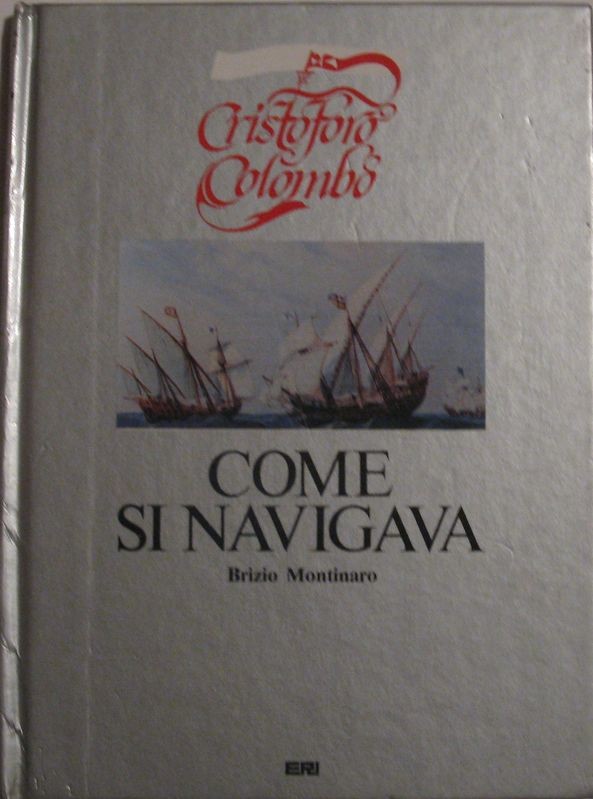 Cristoforo
Colombo
COME
SI NAVIGAVA
Brizio Montinaro
ERI